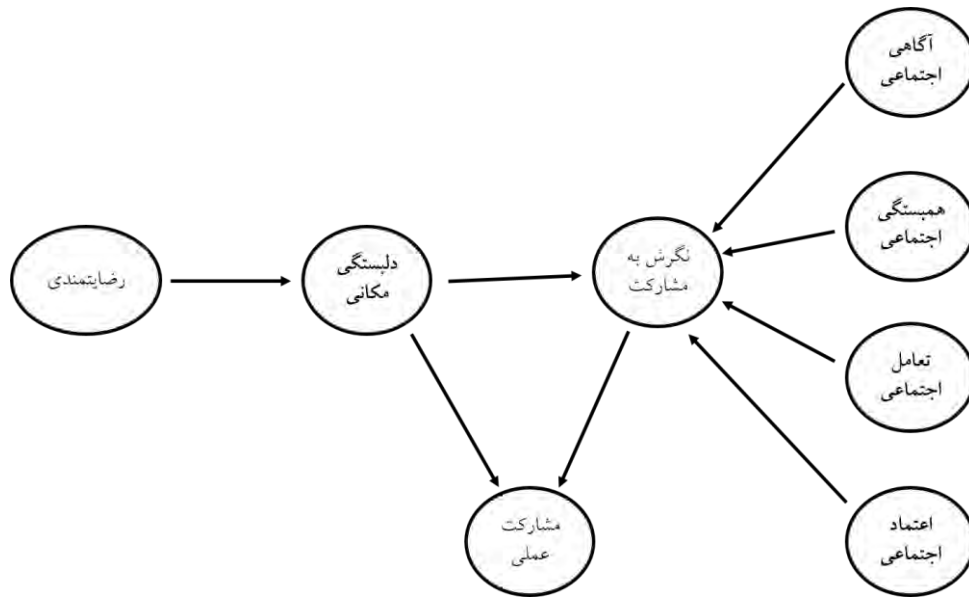 آگاهی
اجتماعی
همبستگی
اجتماعی
نگرش به
مشارکت
دلبستگی
مکانی
رضایتمندی
تعامل
اجتماعی
مشارکت
عملی
اعتماد
اجتماعی